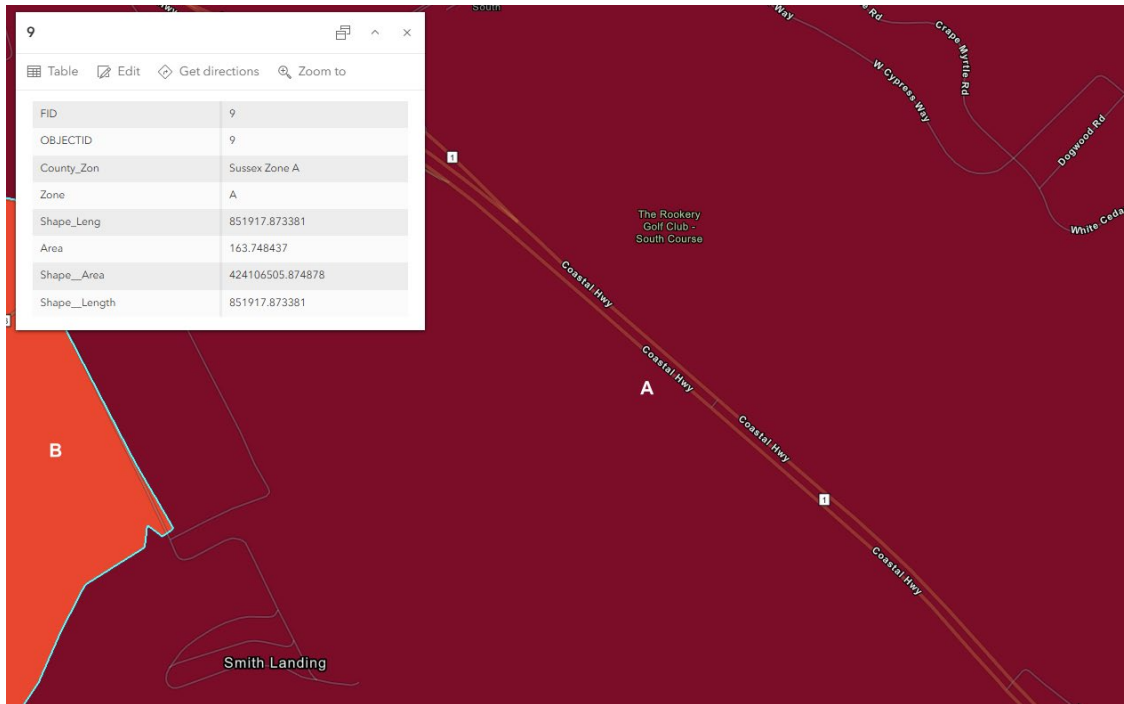 9
Table
Edit
Get directions
Zoom to
FID 9
OBJECTID 9
County_Zon Sussex Zone A
Zone A
Shape_Leng 851917.873381
Area 163.748437
Shape__Area 424106505.874878
Shape__Length 851917.873381
South
Way
Crape Myrtle Rd
W Cypress Way
Dogwood Rd
White Ceda
1
The Rookery
Golf Club -
South Course
Coastal Hwy
Coastal Hwy
A
Coastal Hwy
B
1
Coastal Hwy
Smith Landing